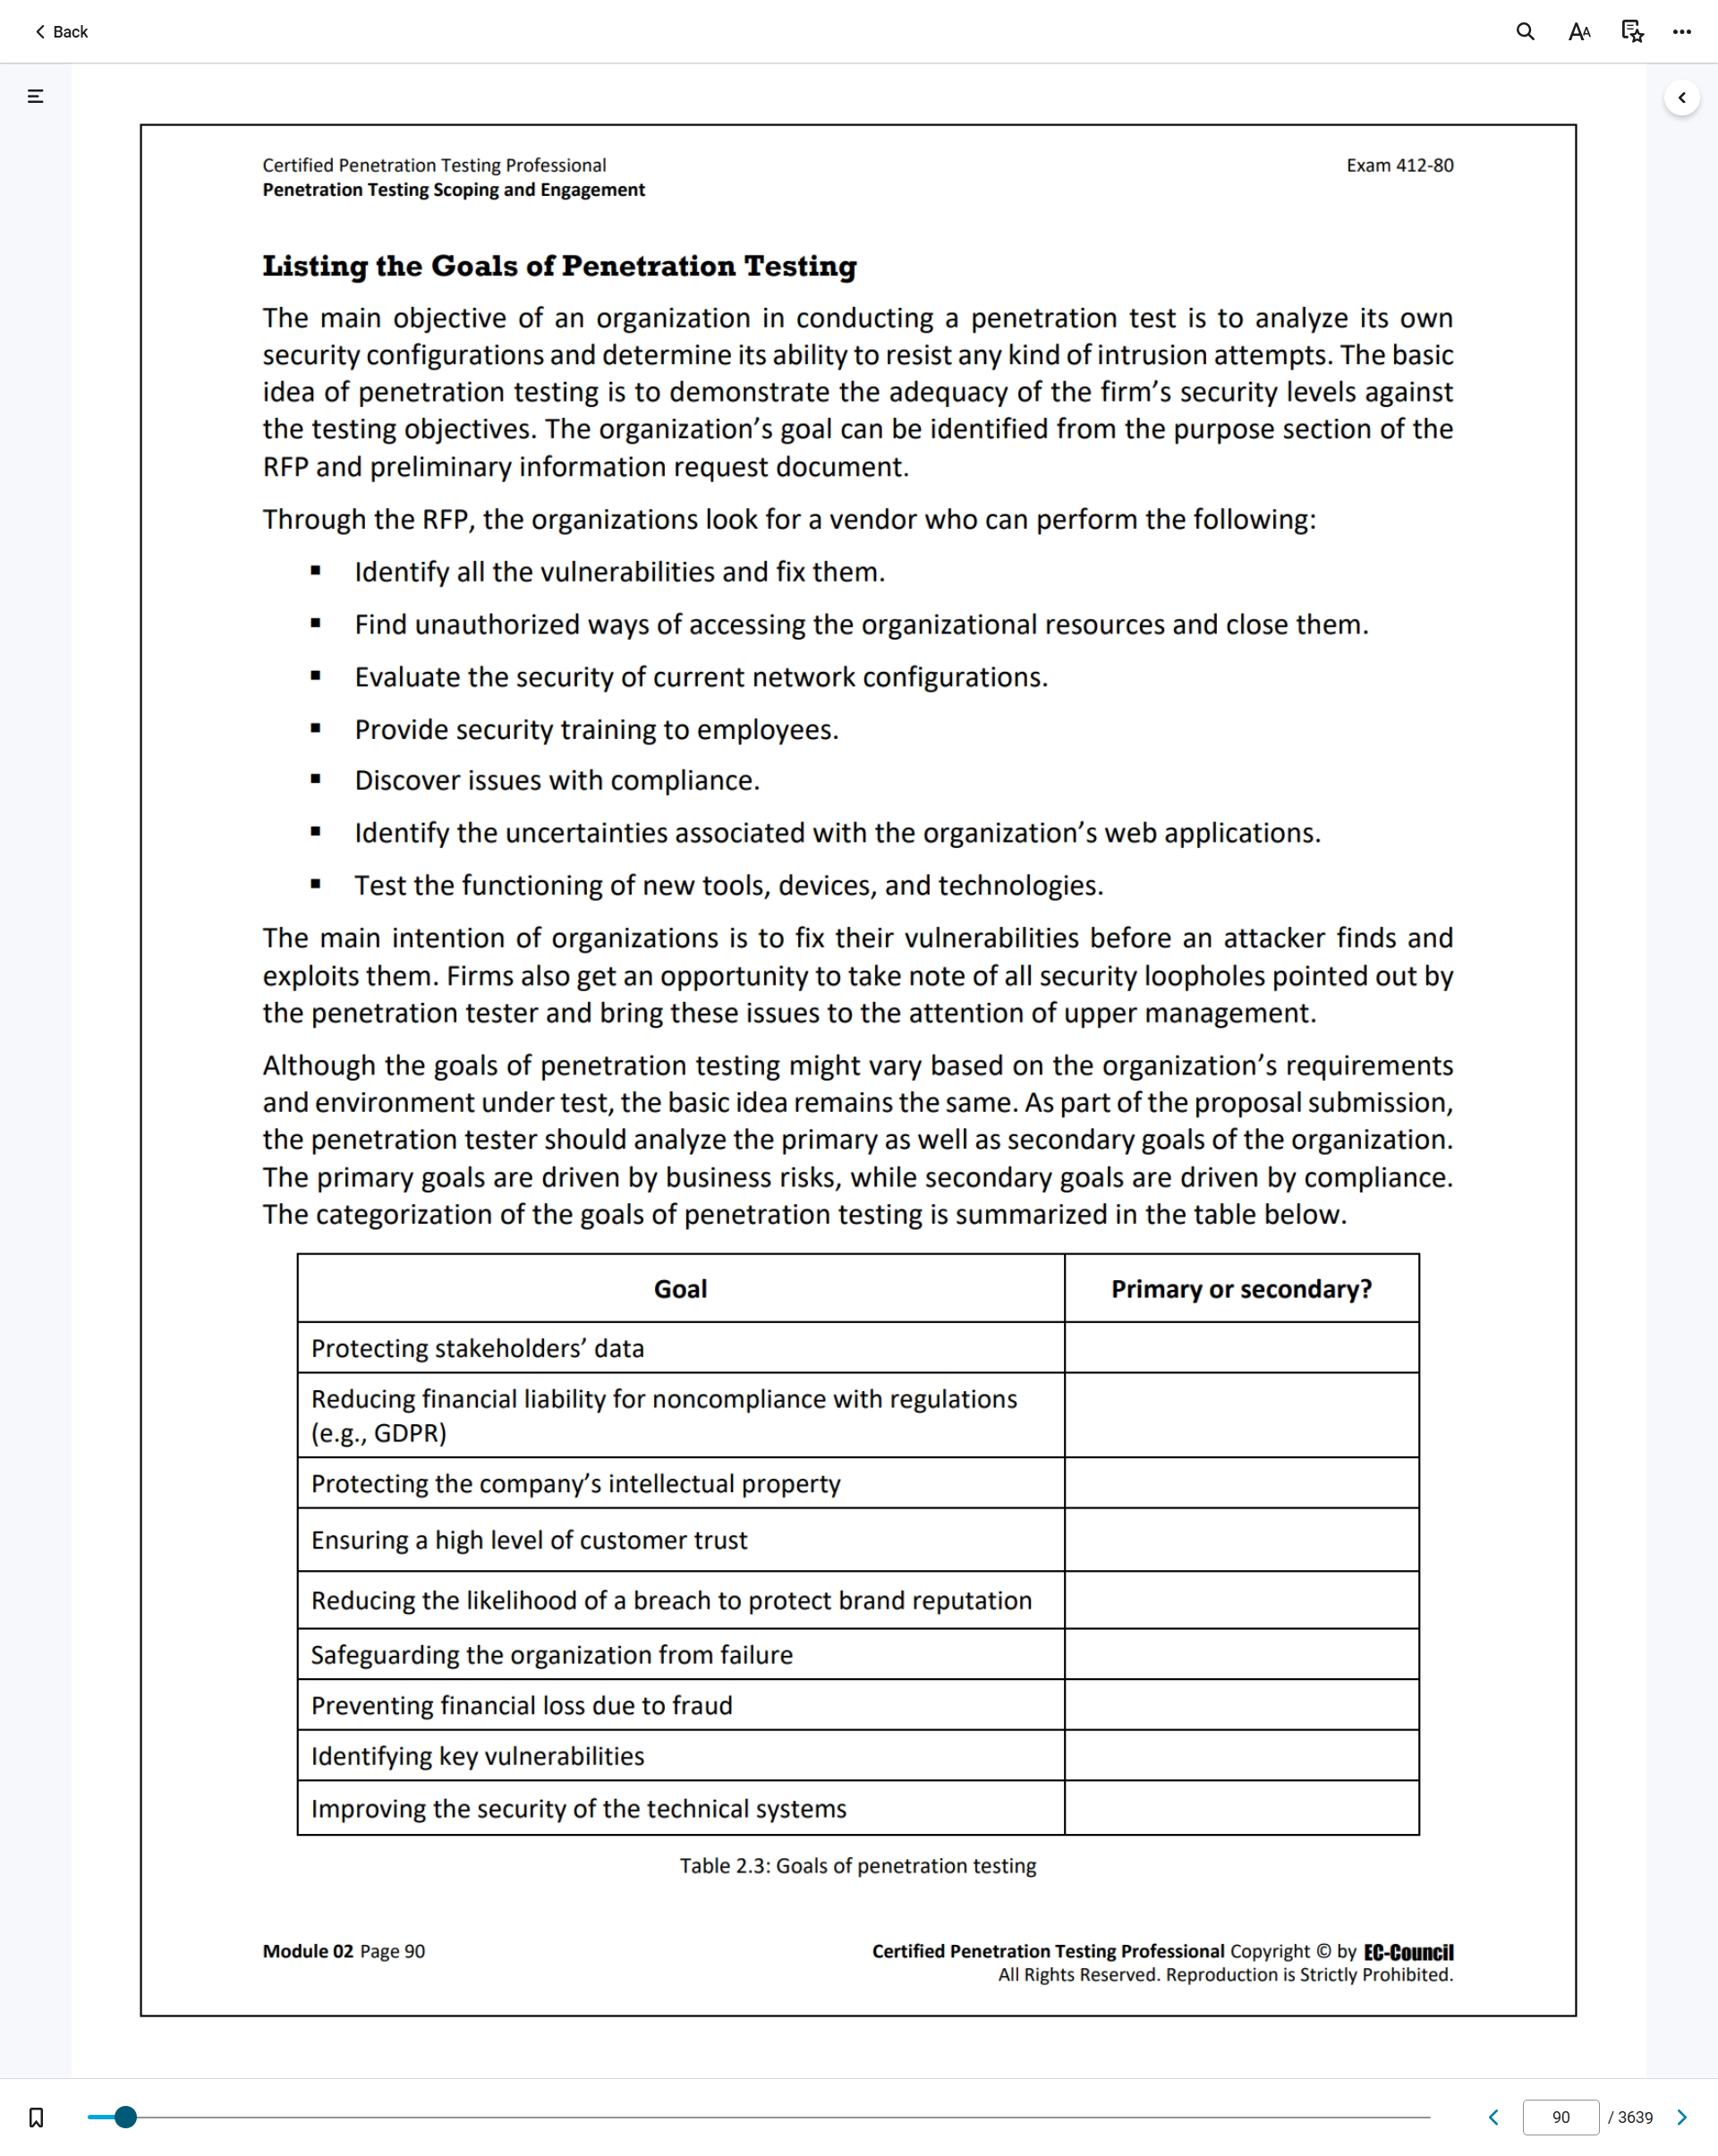 Back
Certified Penetration Testing Professional
Exam 412-80
Penetration Testing Scoping and Engagement
Listing the Goals of Penetration Testing
The main objective of an organization in conducting a penetration test is to analyze its own
security configurations and determine its ability to resist any kind of intrusion attempts. The basic
idea of penetration testing is to demonstrate the adequacy of the firm’s security levels against
the testing objectives. The organization’s goal can be identified from the purpose section of the
RFP and preliminary information request document.
Through the RFP, the organizations look for a vendor who can perform the following:
▪ Identify all the vulnerabilities and fix them.
▪ Find unauthorized ways of accessing the organizational resources and close them.
▪ Evaluate the security of current network configurations.
▪ Provide security training to employees.
▪ Discover issues with compliance.
▪ Identify the uncertainties associated with the organization’s web applications.
▪ Test the functioning of new tools, devices, and technologies.
The main intention of organizations is to fix their vulnerabilities before an attacker finds and
exploits them. Firms also get an opportunity to take note of all security loopholes pointed out by
the penetration tester and bring these issues to the attention of upper management.
Although the goals of penetration testing might vary based on the organization’s requirements
and environment under test, the basic idea remains the same. As part of the proposal submission,
the penetration tester should analyze the primary as well as secondary goals of the organization.
The primary goals are driven by business risks, while secondary goals are driven by compliance.
The categorization of the goals of penetration testing is summarized in the table below.
Goal
Primary or secondary?
Protecting stakeholders’ data
Reducing financial liability for noncompliance with regulations
(e.g., GDPR)
Protecting the company’s intellectual property
Ensuring a high level of customer trust
Reducing the likelihood of a breach to protect brand reputation
Safeguarding the organization from failure
Preventing financial loss due to fraud
Identifying key vulnerabilities
Improving the security of the technical systems
Table 2.3: Goals of penetration testing
Module 02 Page 90
Certified Penetration Testing Professional Copyright © by EC-Council
All Rights Reserved. Reproduction is Strictly Prohibited.
90 / 3639